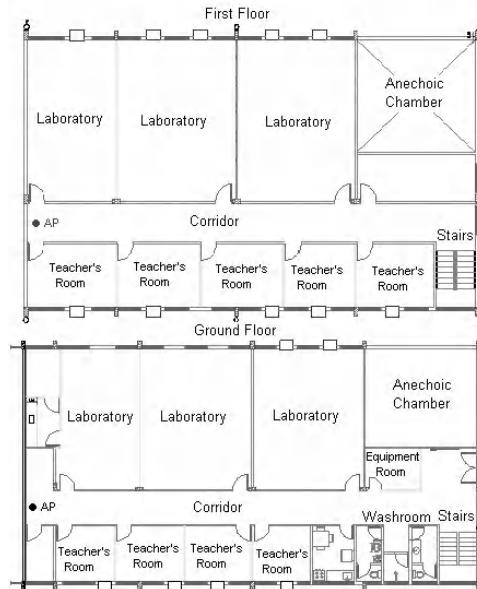 First Floor
Anechoic
Chamber
Laboratory
Laboratory
Laboratory
AP
Corridor
Stairs
Teacher's
Room
Teacher's
Room
Teacher's
Room
Teacher's
Room
Teacher's
Room
Ground Floor
Anechoic
Chamber
Laboratory
Laboratory
Laboratory
Equipment
Room
AP
Corridor
Washroom
Stairs
Teacher's
Room
Teacher's
Room
Teacher's
Room
Teacher's
Room